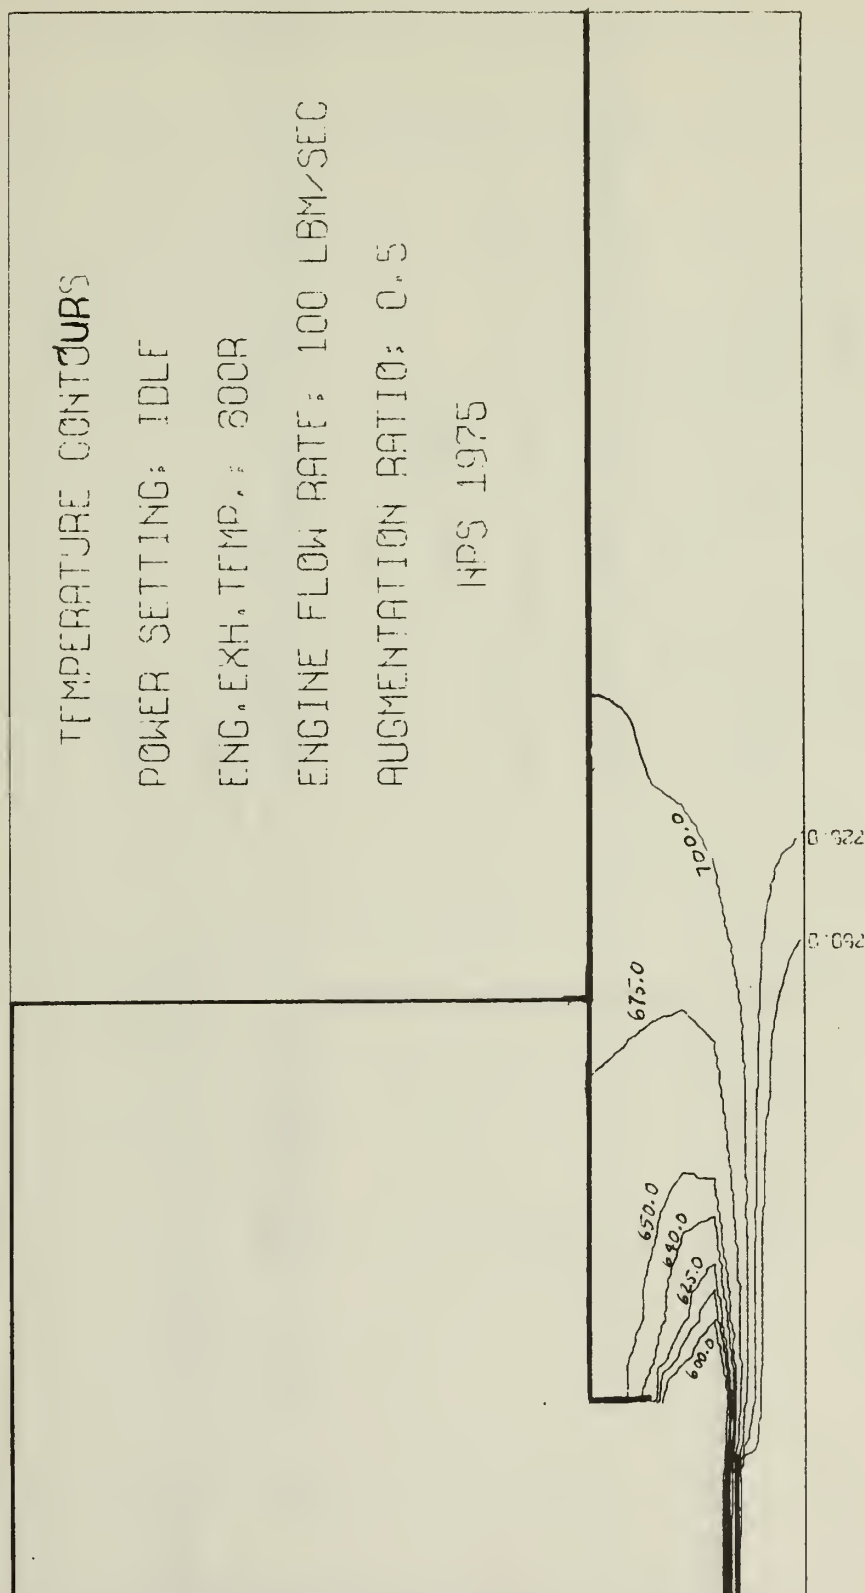 TEMPERATURE CONTOURS
POWER SETTING: IDLE
ENG.EXH.TEMP.: 800R
ENGINE FLOW RATE: 100 LBM/SEC
AUGMENTATION RATIO: 0.5
NPS 1975
700.0
675.0
650.0
640.0
625.0
600.0